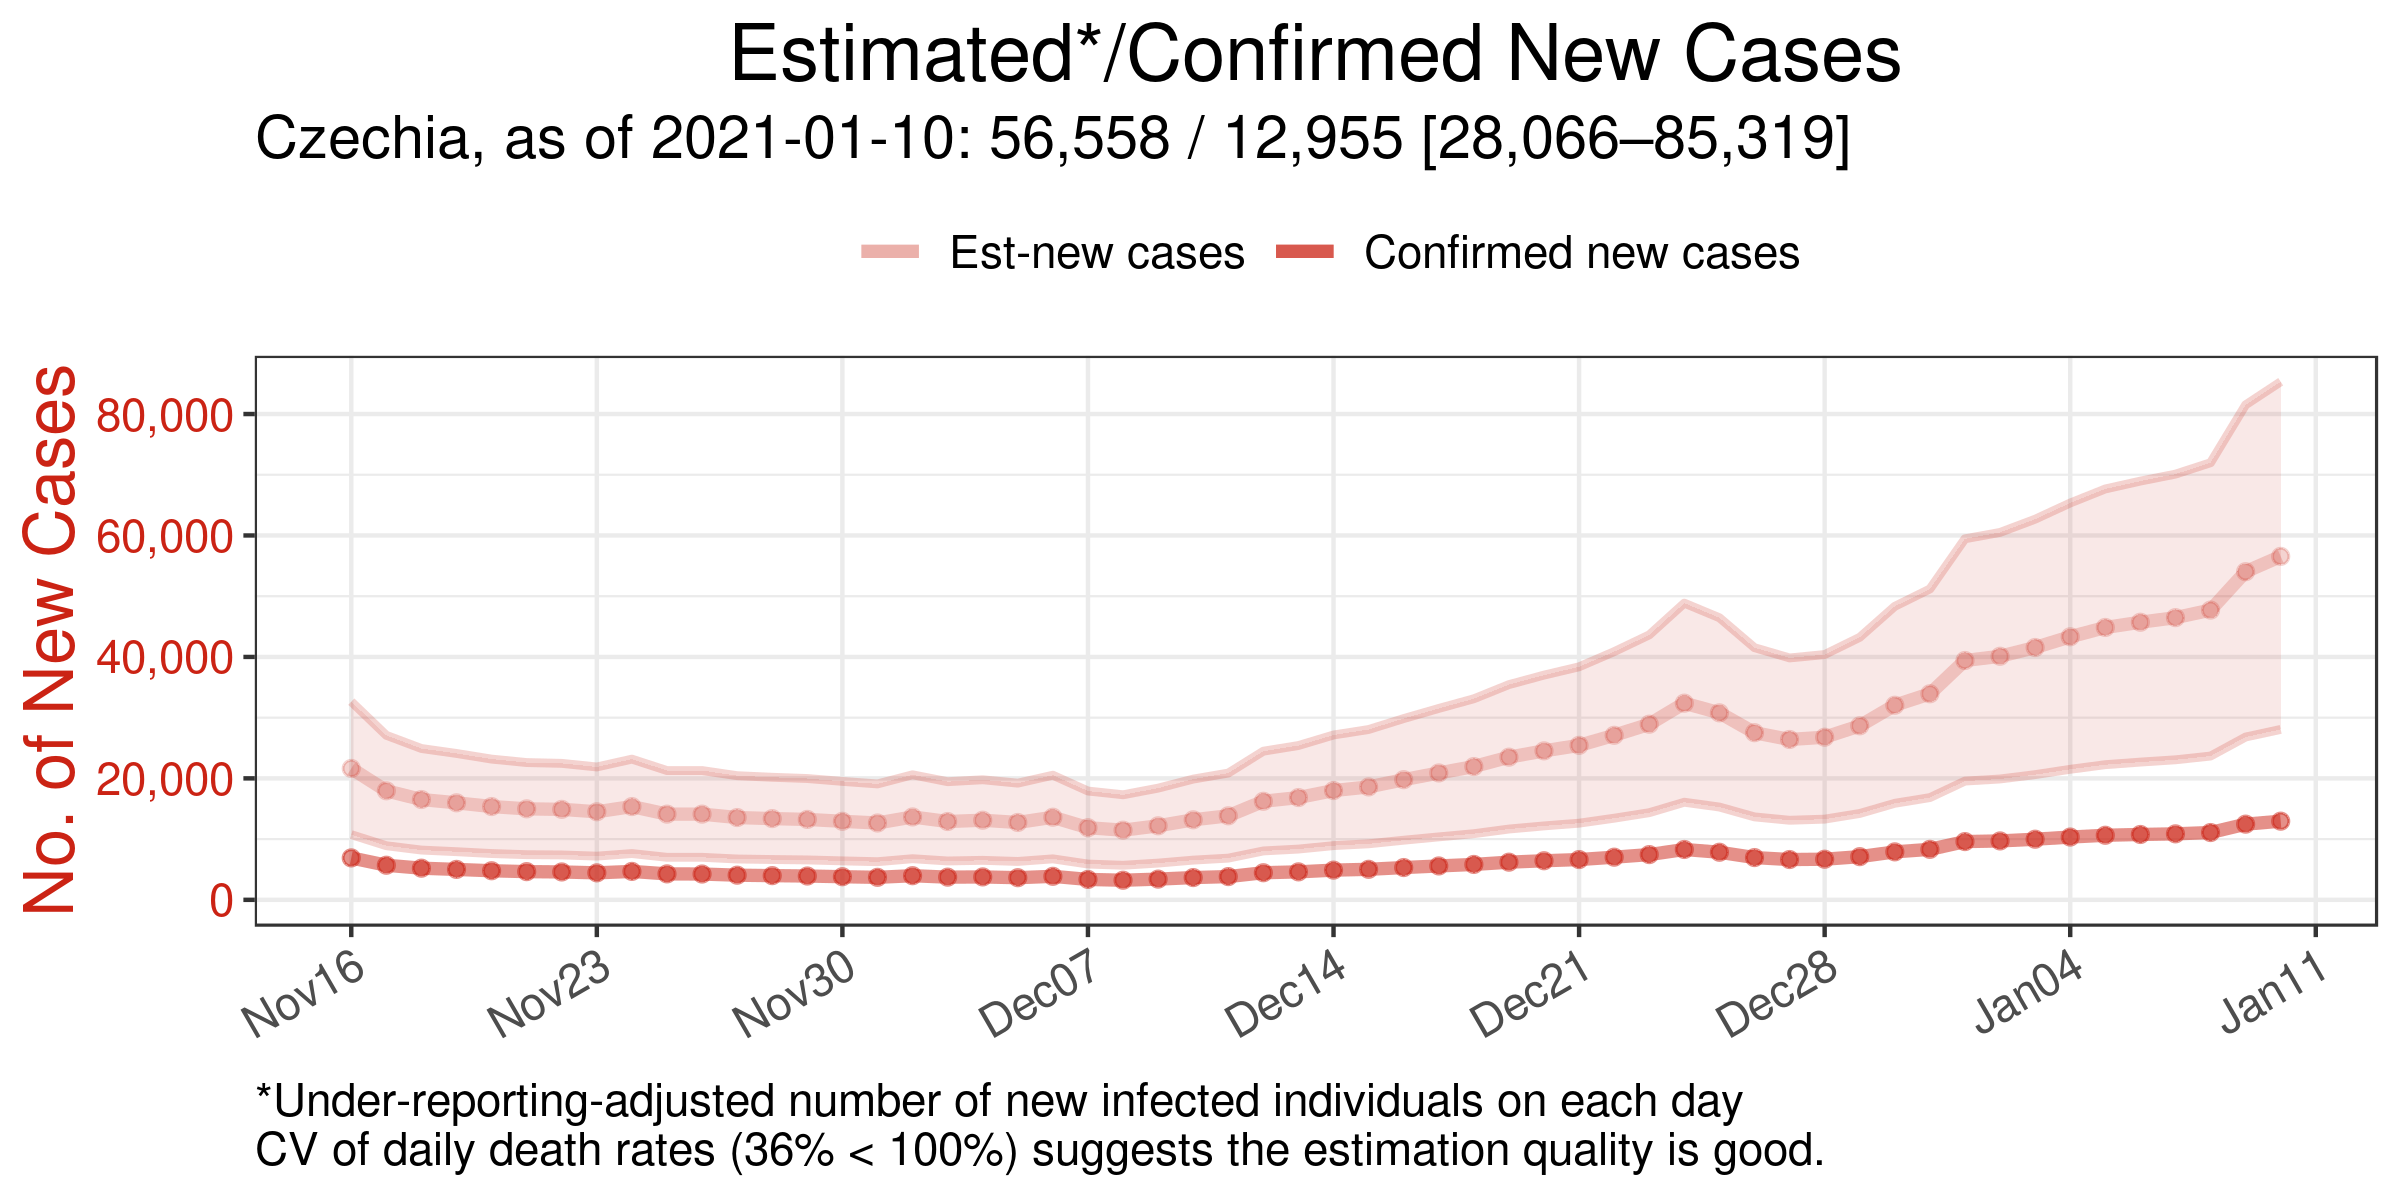 Estimated*/Confirmed New Cases
Czechia, as of 2021-01-10: 56,558 / 12,955 [28,066–85,319]
Est-new cases
Confirmed new cases
No. of New Cases
80,000
60,000
40,000
20,000
0
Nov16
Nov23
Nov30
Dec07
Dec14
Dec21
Dec28
Jan04
Jan11
*Under-reporting-adjusted number of new infected individuals on each day
CV of daily death rates (36% < 100%) suggests the estimation quality is good.